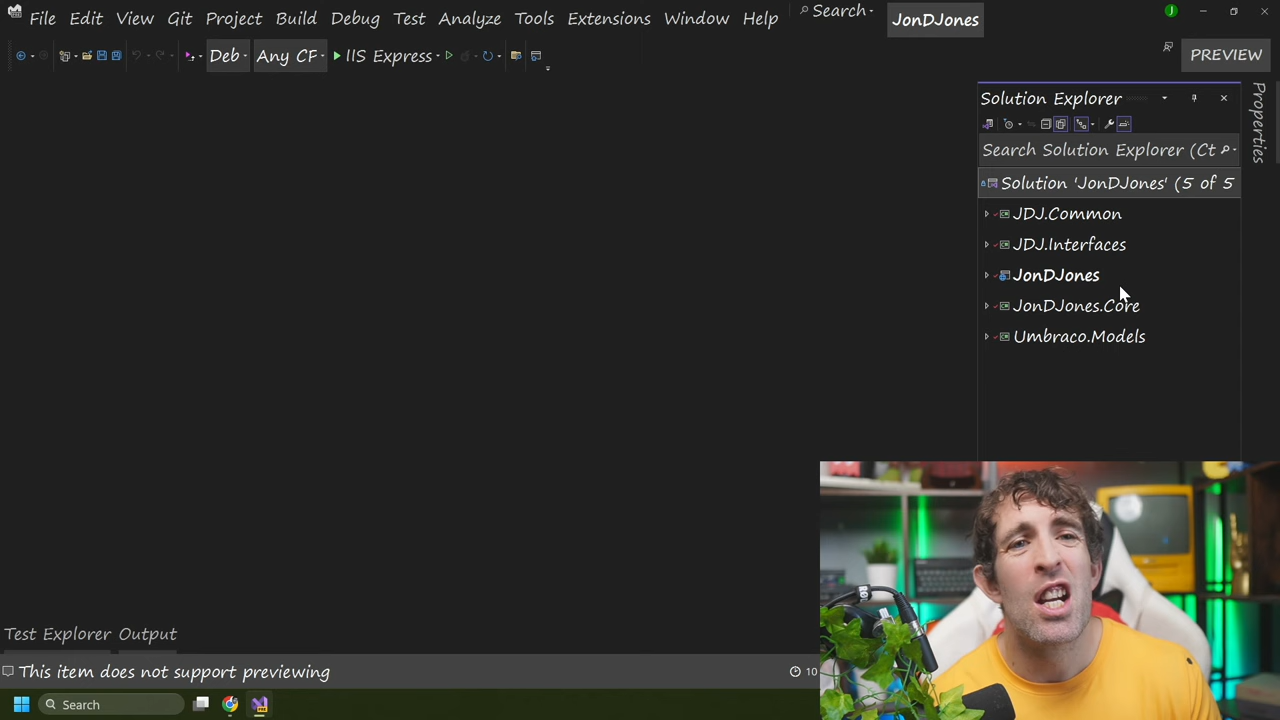 File Edit View Git Project Build Debug Test Analyze Tools Extensions Window Help Search JonDJones
J
Deb Any CF IIS Express PREVIEW
Solution Explorer
Properties
Search Solution Explorer (Ct
Solution 'JonDJones' (5 of 5
JDJ.Common
JDJ.Interfaces
JonDJones
JonDJones.Core
Umbraco.Models
Test Explorer Output
This item does not support previewing 10
Search